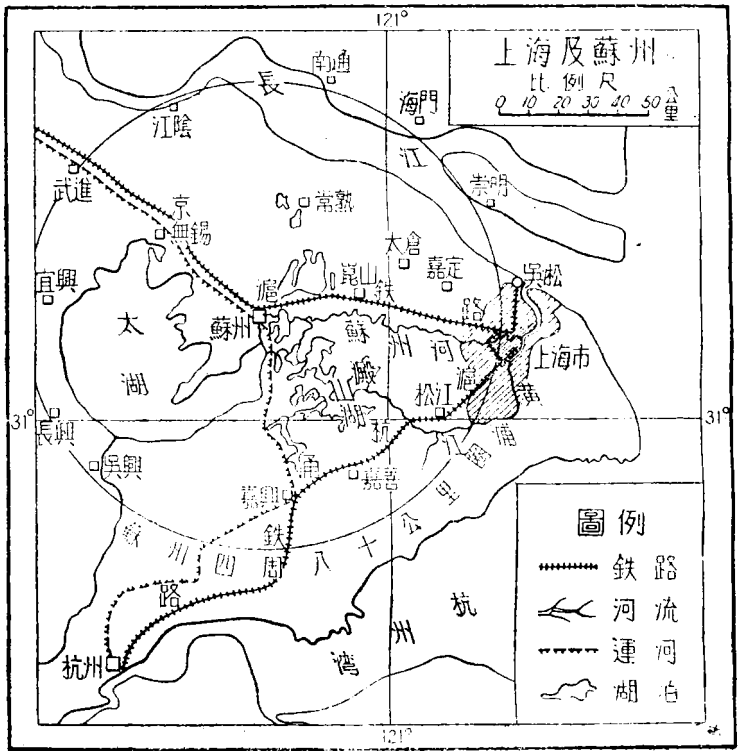 121°
上海及蘇州
比例尺
0 10 20 30 40 50 公里
南通
長
江
海門
江陰
崇明
武進
京
無錫
常熟
太倉
嘉定
吳淞
宜興
滬
崑山
鉄
路
蘇州
蘇
州
河
上海市
太
湖
澱
山
湖
松江
滬
黃
浦
江
31°
31°
長興
杭
吳興
甬
嘉善
嘉興
鉄
路
蘇州四周八十公里圈
杭州
杭
州
湾
圖例
鉄路
河流
運河
湖泊
121°